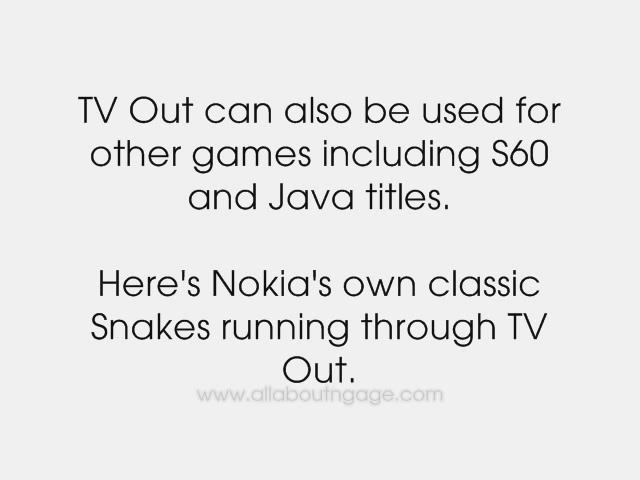 TV Out can also be used for
other games including S60
and Java titles.
Here's Nokia's own classic
Snakes running through TV
Out.
www.allaboutngage.com